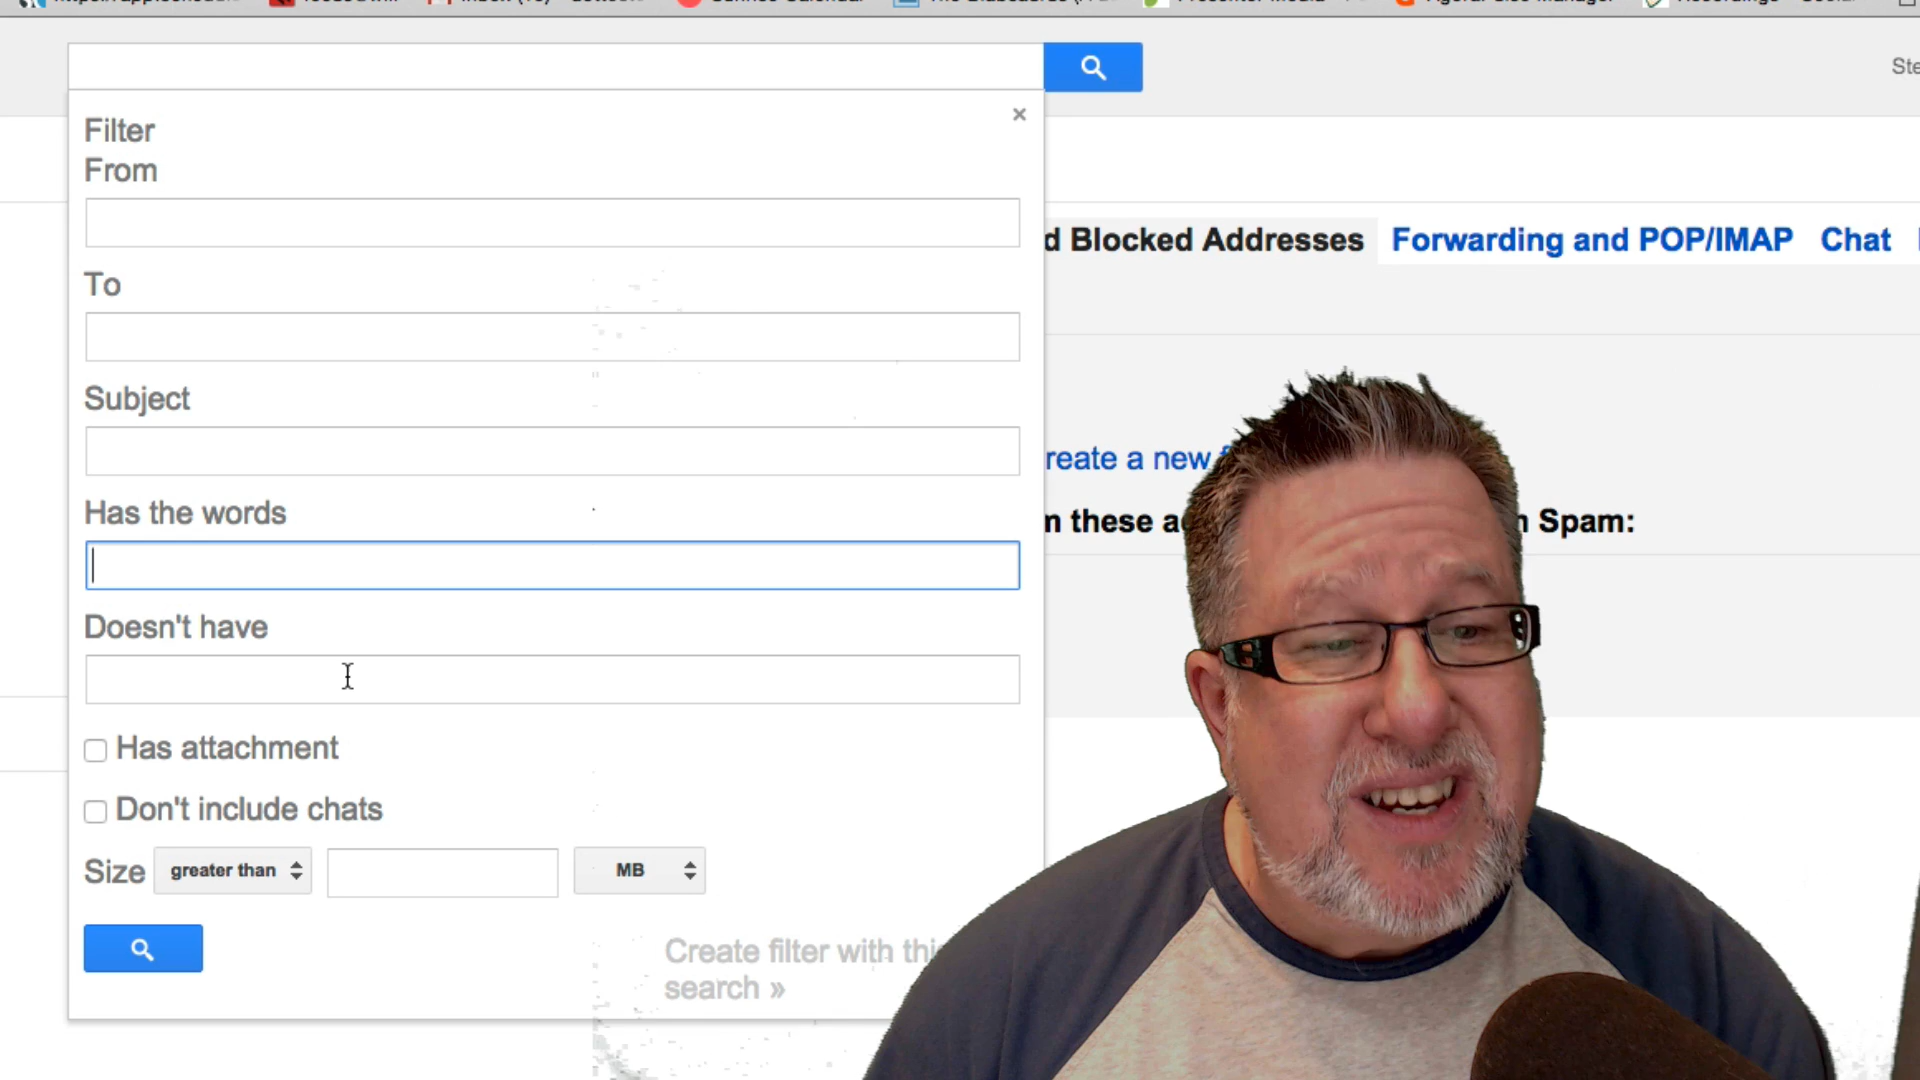 Ste
Filter
From
d Blocked Addresses Forwarding and POP/IMAP Chat
To
Subject
reate a new
Has the words
m these a
n Spam:
Doesn't have
Has attachment
Don't include chats
Size greater than MB
Create filter with this
search »